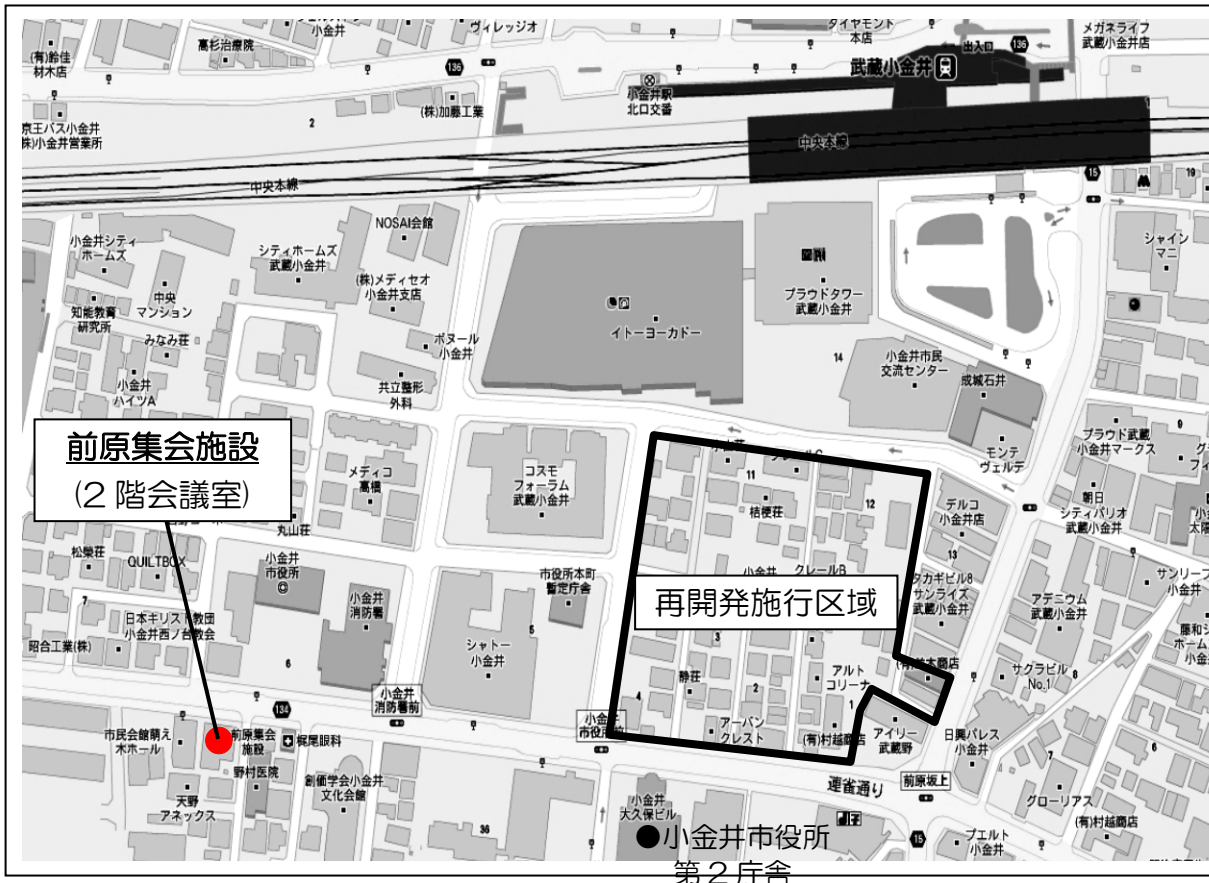 小金井
ヴィレッジオ
ダイヤモンド
本店
メガネライフ
武蔵小金井店
(有)鈴佳
材木店
高杉治療院
136
出入口
136
武蔵小金井
小金井駅
北口交番
(株)加藤工業
2
京王バス小金井
(株)小金井営業所
中央本線
中央本線
15
19
NOSAI会館
小金井シティ
ホームズ
シティホームズ
武蔵小金井
シャイン
マニ
(株)メディセオ
小金井支店
中央
マンション
知能教育
研究所
プラウドタワー
武蔵小金井
イトーヨーカドー
みなみ荘
ボヌール
小金井
14
小金井市民
交流センター
成城石井
小金井
ハイツA
共立整形
外科
前原集会施設
(2階会議室)
モンテ
ヴェルデ
プラウド武蔵
小金井マークス
9
メディコ
高橋
コスモ
フォーラム
武蔵小金井
11
桔梗荘
12
デルコ
小金井店
朝日
シティパリオ
武蔵小金井
丸山荘
松榮荘
QUILTBOX
小金井
市役所
市役所本町
暫定庁舎
クレールB
13
タカギビル8
サンライズ
武蔵小金井
サンリーフ
小金井
小金井
消防署
再開発施行区域
アデニウム
武蔵小金井
7
日本キリスト教団
小金井西ノ台教会
昭合工業(株)
5
シャトー
小金井
3
6
静荘
2
アルト
コリーナ
1
サクラビル
No.1
8
134
小金井
消防署前
4
小金井
市役所前
アーバン
クレスト
(有)村越商店
アイリー
武蔵野
日興パレス
小金井
市民会館萌え
木ホール
前原集会
施設
梶尾眼科
7
6
野村医院
創価学会小金井
文化会館
連雀通り
前原坂上
グローリアス
天野
アネックス
小金井
大久保ビル
(有)村越商店
36
●小金井市役所
第2庁舎
15
プエルト
小金井